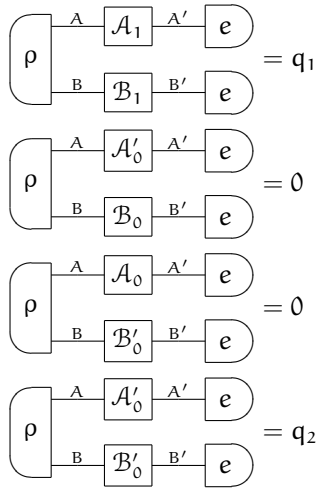 A 𝒜₁ A′ e
ρ = q₁
B ℬ₁ B′ e
A 𝒜′₀ A′ e
ρ = 0
B ℬ₀ B′ e
A 𝒜₀ A′ e
ρ = 0
B ℬ′₀ B′ e
A 𝒜′₀ A′ e
ρ = q₂
B ℬ′₀ B′ e